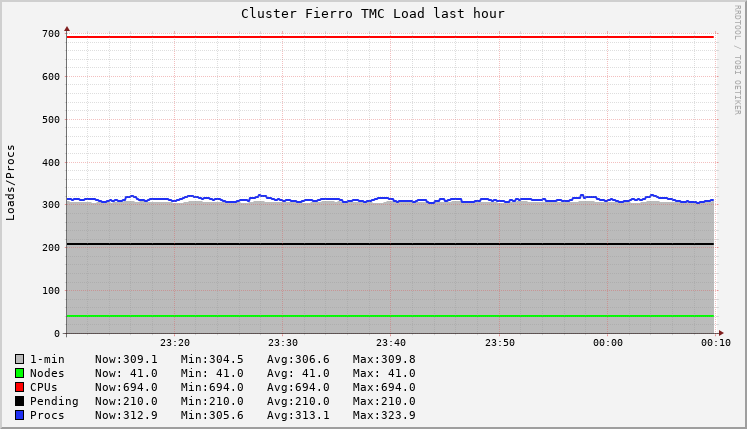 Cluster Fierro TMC Load last hour
RRDTOOL / TOBI OETIKER
Loads/Procs
700
600
500
400
300
200
100
0
23:20 23:30 23:40 23:50 00:00 00:10
1-min Now:309.1 Min:304.5 Avg:306.6 Max:309.8
Nodes Now: 41.0 Min: 41.0 Avg: 41.0 Max: 41.0
CPUs Now:694.0 Min:694.0 Avg:694.0 Max:694.0
Pending Now:210.0 Min:210.0 Avg:210.0 Max:210.0
Procs Now:312.9 Min:305.6 Avg:313.1 Max:323.9